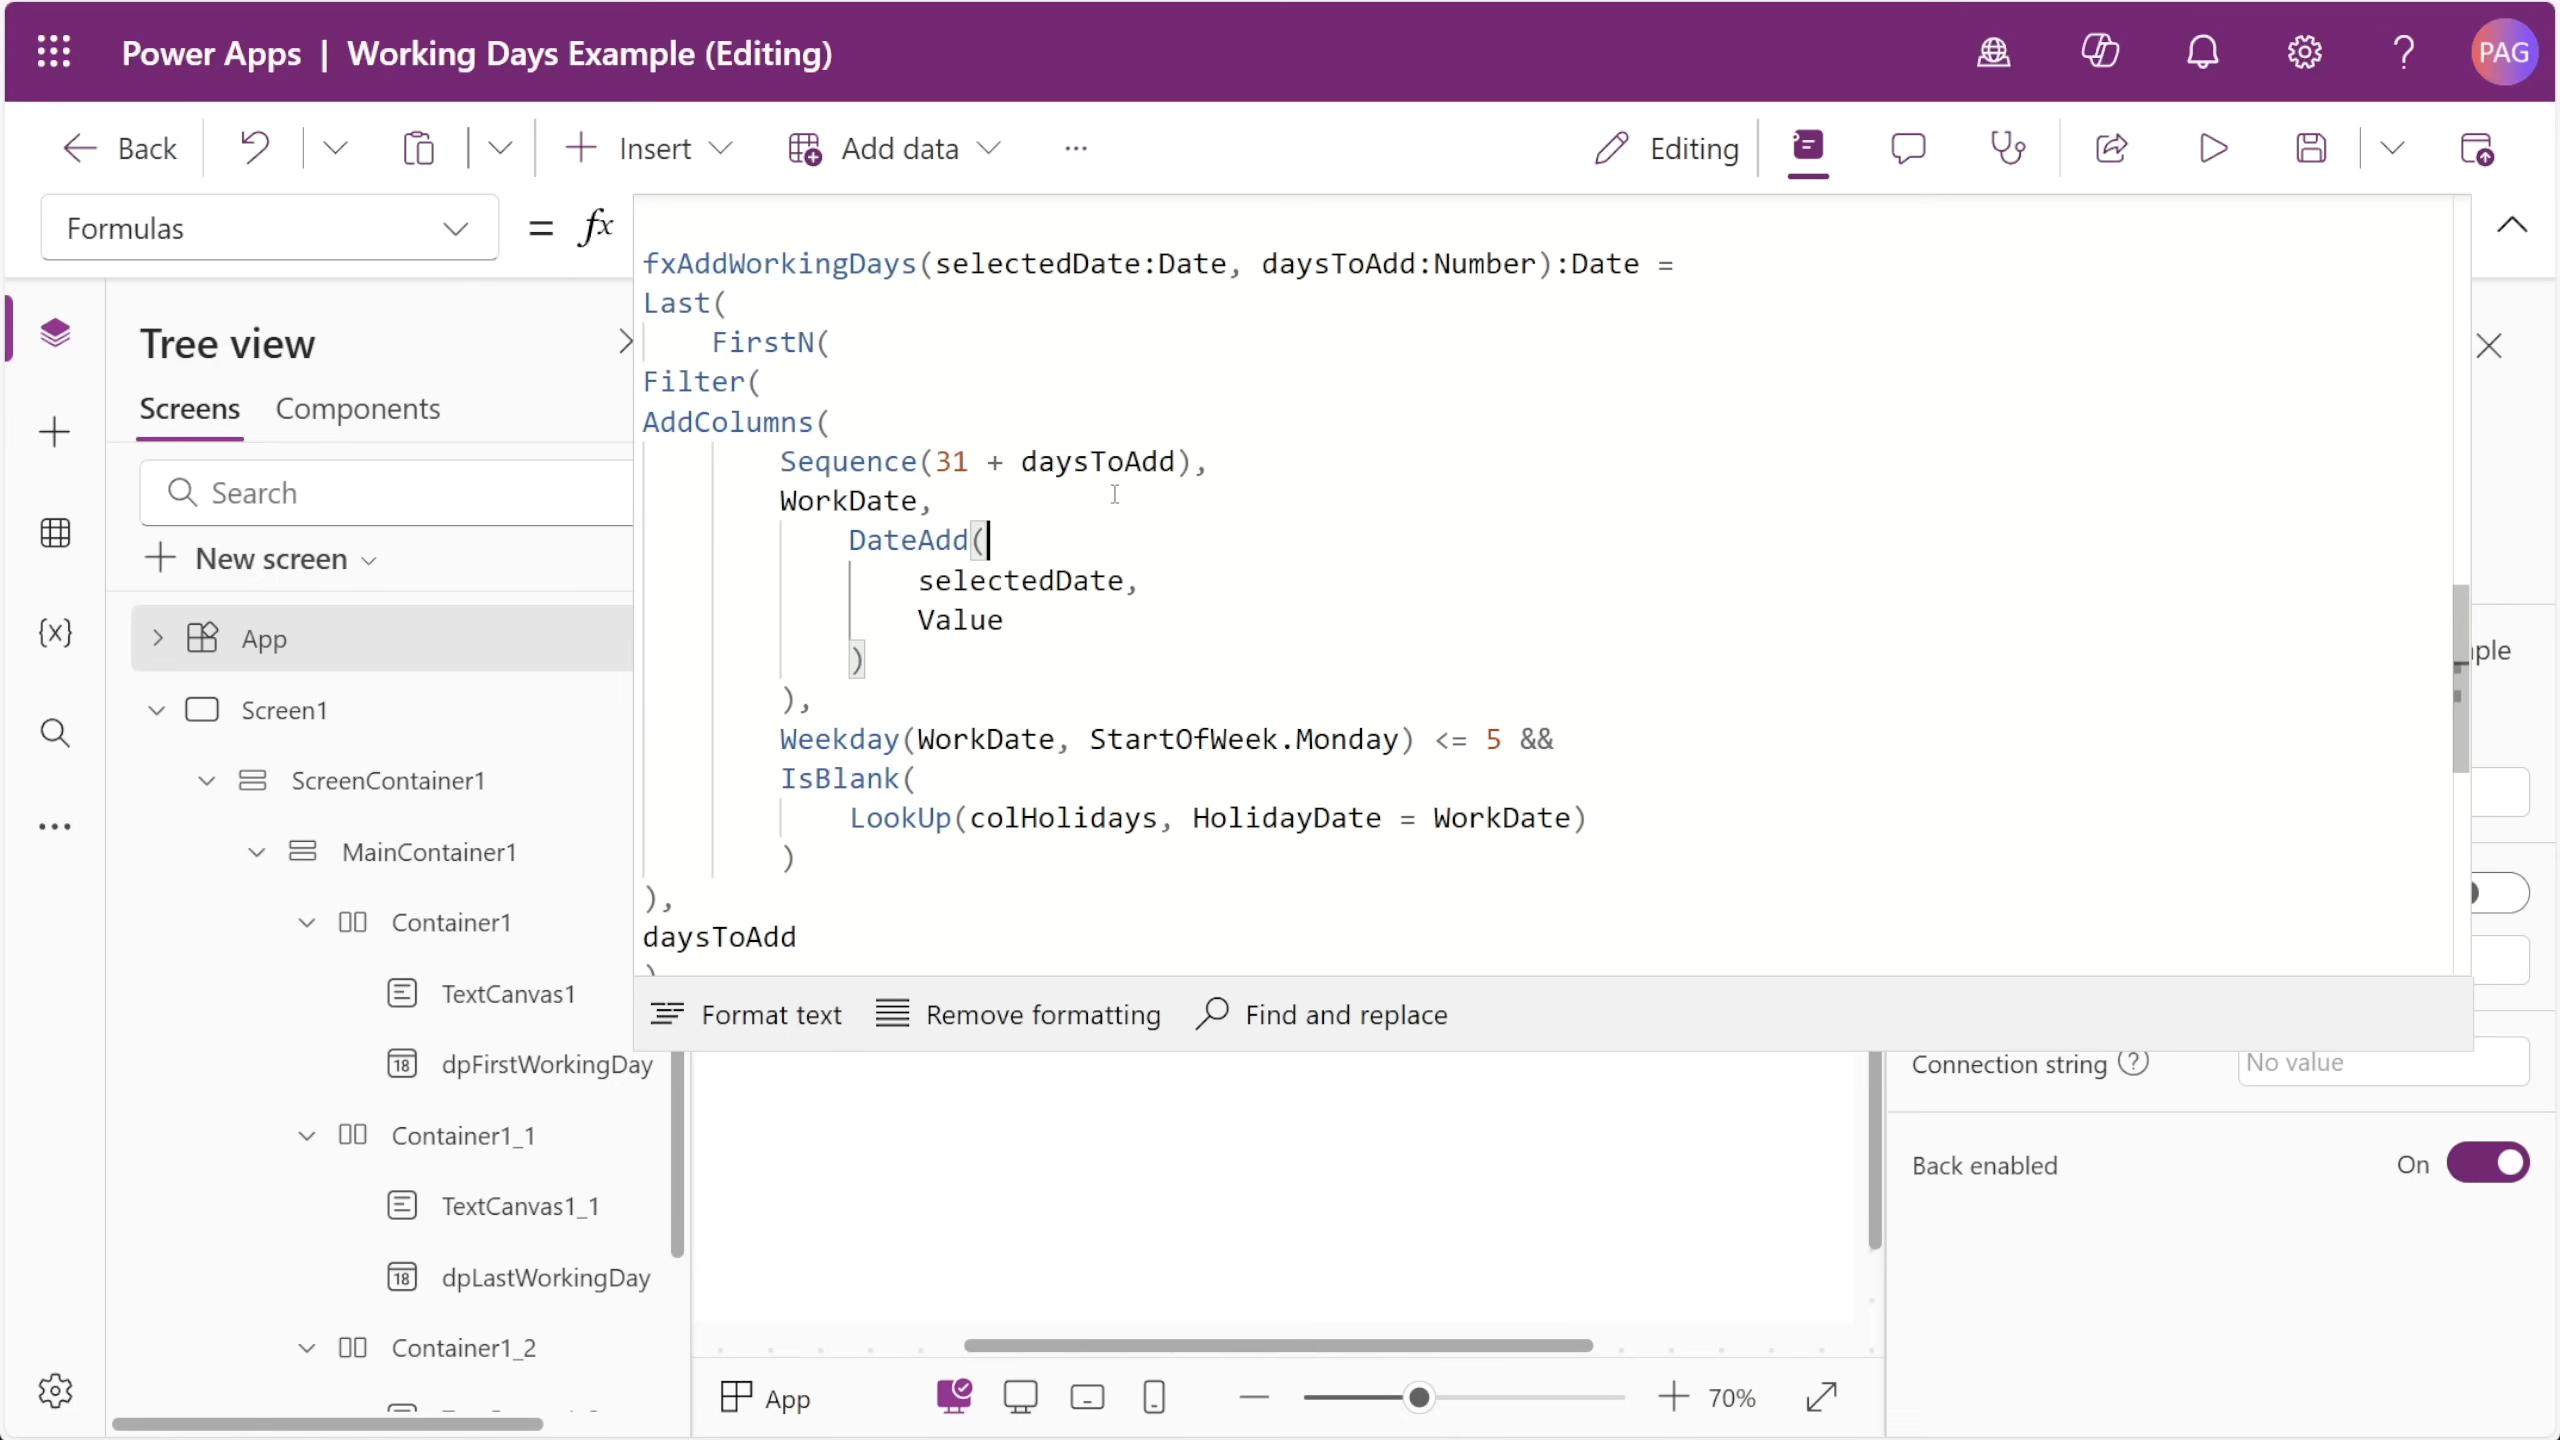 Power Apps | Working Days Example (Editing)
PAG
Back
Insert
Add data
...
Editing
Formulas
= fx
fxAddWorkingDays(selectedDate:Date, daysToAdd:Number):Date =
Last(
FirstN(
Filter(
AddColumns(
Sequence(31 + daysToAdd),
WorkDate,
DateAdd(
selectedDate,
Value
)
),
Weekday(WorkDate, StartOfWeek.Monday) <= 5 &&
IsBlank(
LookUp(colHolidays, HolidayDate = WorkDate)
)
),
daysToAdd
)
Format text
Remove formatting
Find and replace
Tree view
Screens
Components
Search
New screen
App
Screen1
ScreenContainer1
MainContainer1
Container1
TextCanvas1
18 dpFirstWorkingDay
Container1_1
TextCanvas1_1
18 dpLastWorkingDay
Container1_2
{x}
...
ple
Connection string ?
No value
Back enabled
On
App
70%